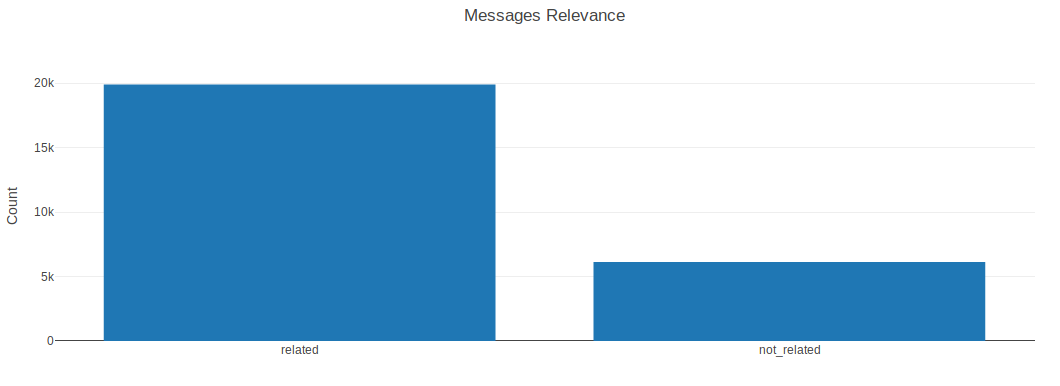 Messages Relevance
Count
20k
15k
10k
5k
0
related
not_related